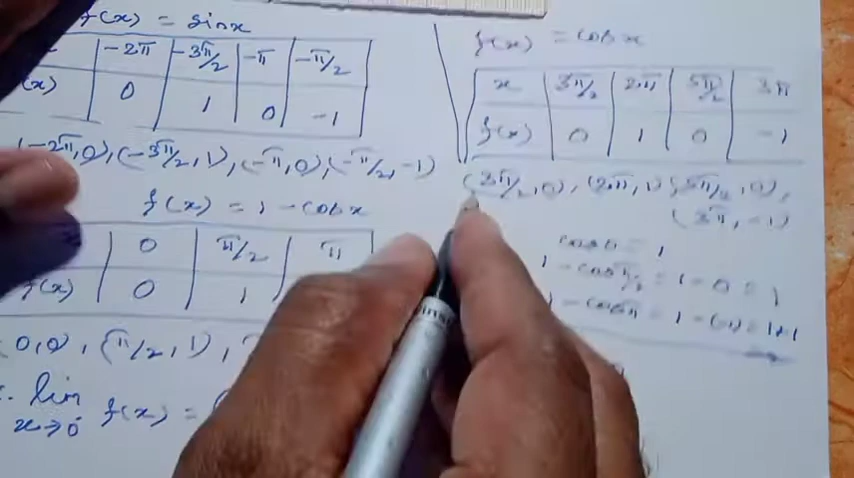 f(x) = sinx
x -2π -3π/2 -π -π/2
(x) 0 1 0 -1
(-2π,0), (-3π/2, 1), (-π,0), (-π/2, -1)
f(x) = 1 - cosx
0 π/2 π
f(x) 0 1
(0,0), (π/2, 1),
lim f(x) =
x→0⁻
f(x) = cosx
x 3π/2 2π 5π/2 3π
f(x) 0 1 0 -1
(3π/2,0), (2π,1) (5π/2,0),
(3π, -1)
cos0 = 1
1 - cosπ/2 = 1 - 0 = 1
1 - cosπ = 1 - (-1) = 1+1